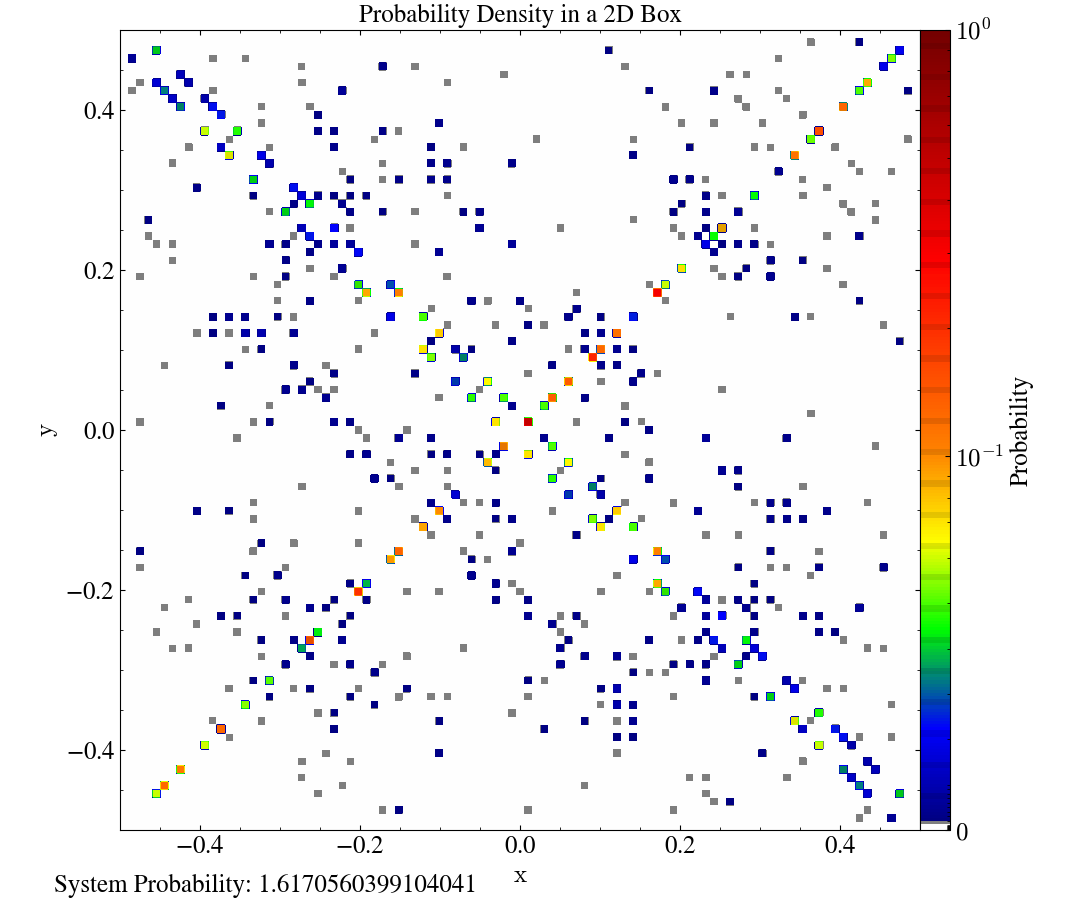 Probability Density in a 2D Box
10^0
10^-1
0
Probability
0.4
0.2
0.0
−0.2
−0.4
y
−0.4 −0.2 0.0 0.2 0.4
x
System Probability: 1.6170560399104041